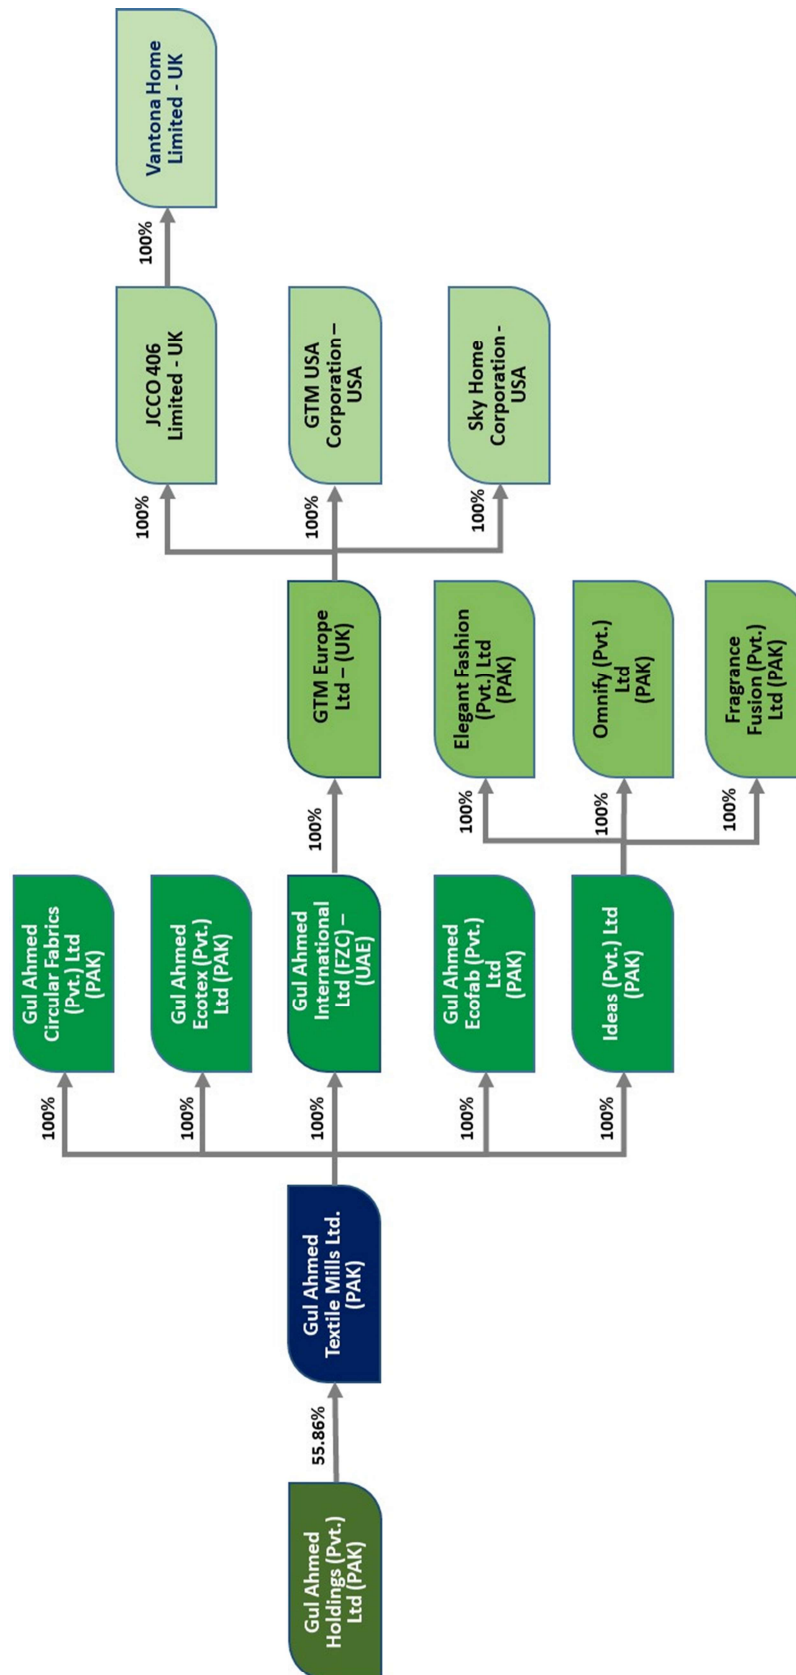 Gul Ahmed
Holdings (Pvt.)
Ltd (PAK)
55.86%
Gul Ahmed
Textile Mills Ltd.
(PAK)
100%
Gul Ahmed
Circular Fabrics
(Pvt.) Ltd
(PAK)
100%
Gul Ahmed
Ecotex (Pvt.)
Ltd (PAK)
100%
Gul Ahmed
International
Ltd (FZC) –
(UAE)
100%
Gul Ahmed
Ecofab (Pvt.)
Ltd
(PAK)
100%
Ideas (Pvt.) Ltd
(PAK)
100%
GTM Europe
Ltd – (UK)
100%
Elegant Fashion
(Pvt.) Ltd
(PAK)
100%
Omnify (Pvt.)
Ltd
(PAK)
100%
Fragrance
Fusion (Pvt.)
Ltd (PAK)
100%
JCCO 406
Limited - UK
100%
GTM USA
Corporation –
USA
100%
Sky Home
Corporation -
USA
100%
Vantona Home
Limited - UK